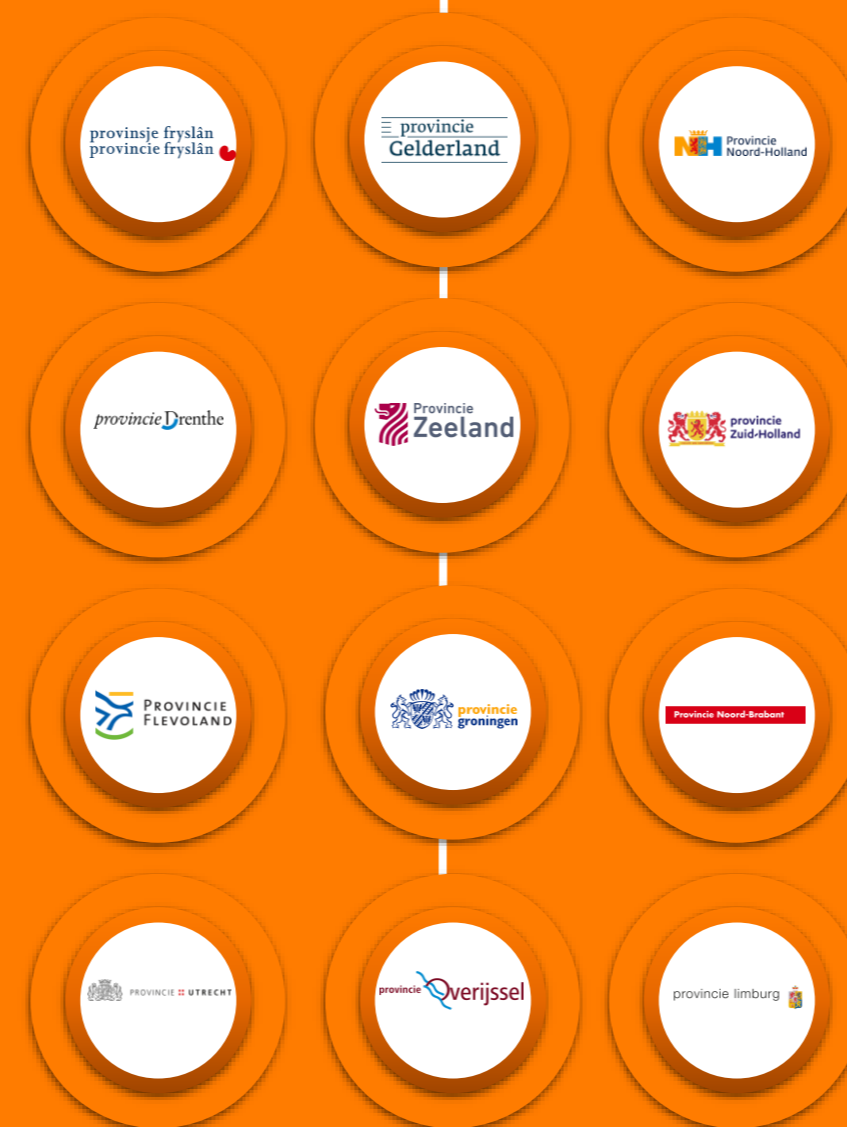 provinsje fryslân
provincie fryslân
provincie
Gelderland
NH
Provincie
Noord-Holland
provincie Drenthe
Provincie
Zeeland
provincie
Zuid-Holland
PROVINCIE
FLEVOLAND
provincie
groningen
Provincie Noord-Brabant
PROVINCIE UTRECHT
provincie Overijssel
provincie limburg